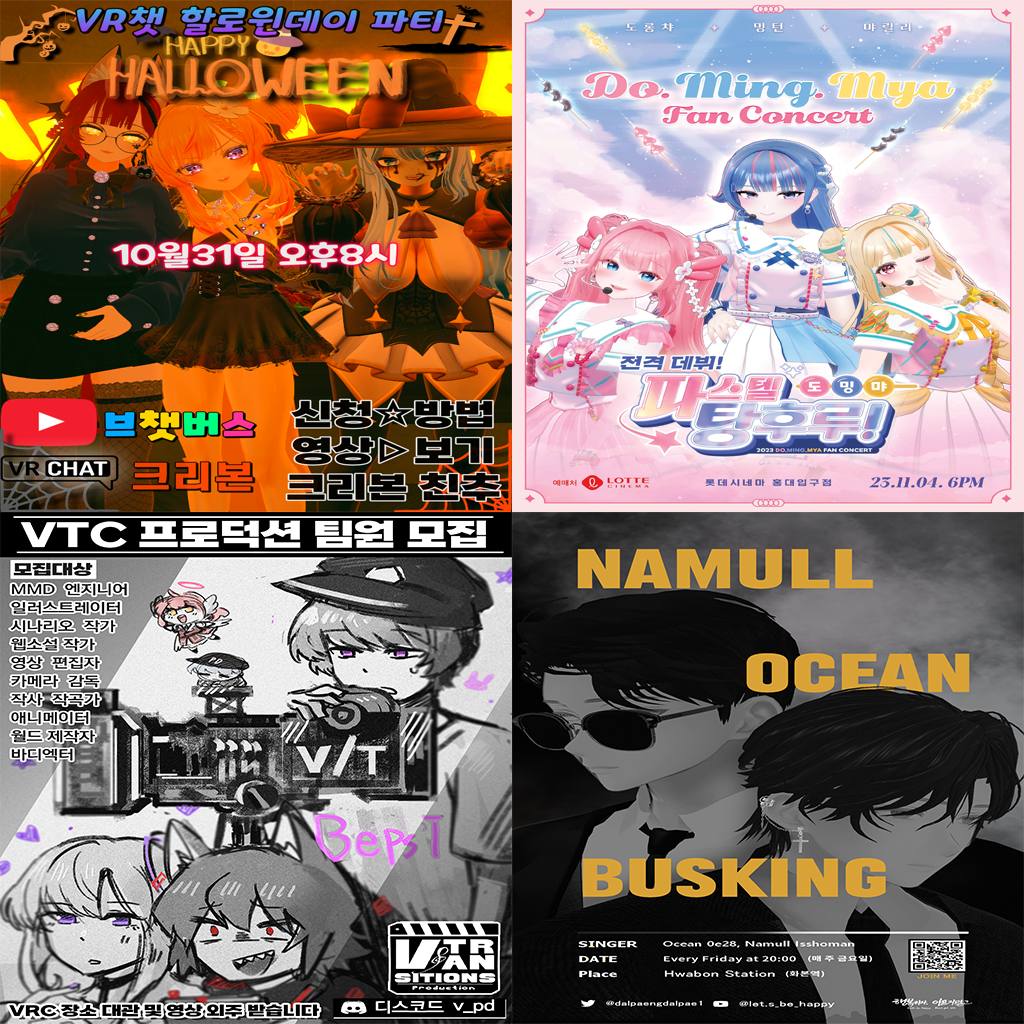 VR챗 할로윈데이 파티
HAPPY
HALLOWEEN
10월31일 오후8시
브챗버스
VR CHAT
크리본
신청☆방법
영상▷보기
크리본 친추
도롱챠 + 밍턴 + 먀릴리
Do. Ming. Mya
Fan Concert
전격 데뷔!
파스텔 도밍먀
탕후루!
2023 DO.MING.MYA FAN CONCERT
예매처 LOTTE CINEMA
롯데시네마 홍대입구점
23.11.04. 6PM
VTC 프로덕션 팀원 모집
모집대상
MMD 엔지니어
일러스트레이터
시나리오 작가
웹소설 작가
영상 편집자
카메라 감독
작사 작곡가
애니메이터
월드 제작자
바디엑터
PD
V/T
BepsT
VTR
& ANSITIONS
Production
VRC 장소 대관 및 영상 외주 받습니다
디스코드 v_pd
NAMULL
OCEAN
BUSKING
SINGER Ocean 0e28, Namull Isshoman
DATE Every Friday at 20:00 (매 주 금요일)
Place Hwabon Station (화본역)
JOIN ME
@dalpaengdalpae1 @let.s_be_happy